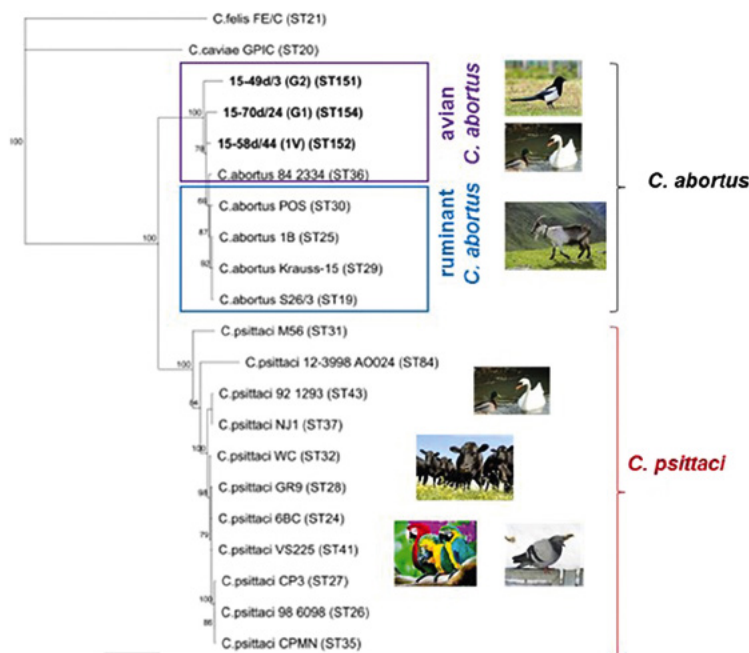 C.felis FE/C (ST21)
C.caviae GPIC (ST20)
100
15-49d/3 (G2) (ST151)
100
15-70d/24 (G1) (ST154)
15-58d/44 (1V) (ST152)
78
C.abortus 84 2334 (ST36)
avian
C. abortus
C. abortus
C.abortus POS (ST30)
C.abortus 1B (ST25)
87
100
C.abortus Krauss-15 (ST29)
92
C.abortus S26/3 (ST19)
ruminant
C. abortus
C.psittaci M56 (ST31)
100
C.psittaci 12-3998 AO024 (ST84)
C.psittaci 92 1293 (ST43)
C.psittaci NJ1 (ST37)
100
C.psittaci WC (ST32)
C. psittaci
C.psittaci GR9 (ST28)
98
C.psittaci 6BC (ST24)
79
C.psittaci VS225 (ST41)
C.psittaci CP3 (ST27)
100
C.psittaci 98 6098 (ST26)
C.psittaci CPMN (ST35)